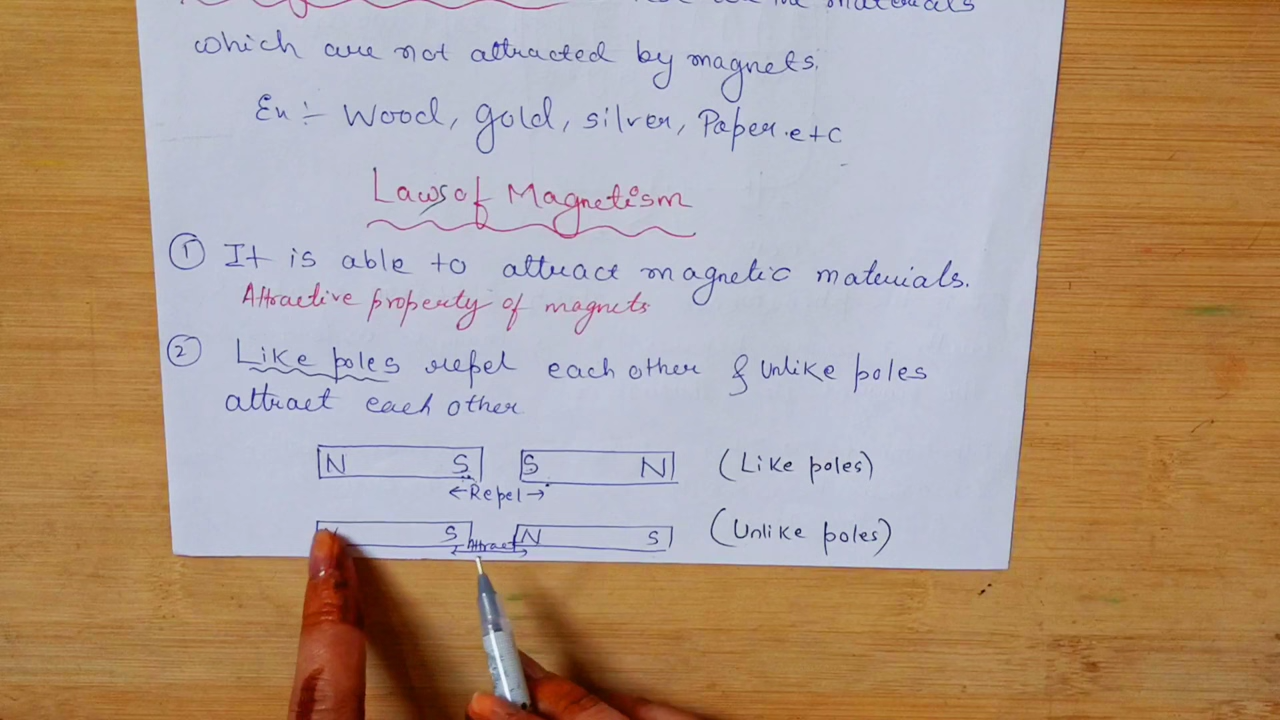 materials
which are not attracted by magnets.
Ex :- Wood, gold, silver, Paper.etc
Laws of Magnetism
① It is able to attract magnetic materials.
Attractive property of magnets
② Like poles repel each other & unlike poles
attract each other
N S S N (Like poles)
←Repel→
S N S (Unlike poles)
Attract